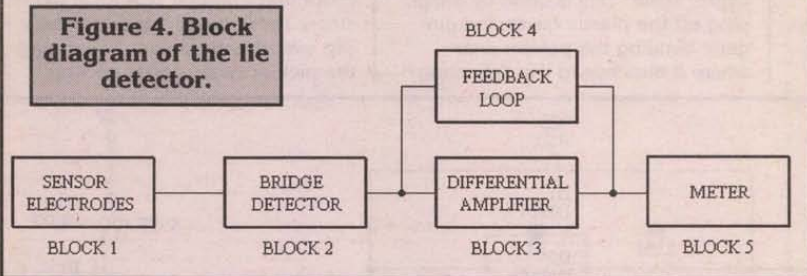 Figure 4. Block
diagram of the lie
detector.
BLOCK 4
FEEDBACK
LOOP
SENSOR
ELECTRODES
BLOCK 1
BRIDGE
DETECTOR
BLOCK 2
DIFFERENTIAL
AMPLIFIER
BLOCK 3
METER
BLOCK 5